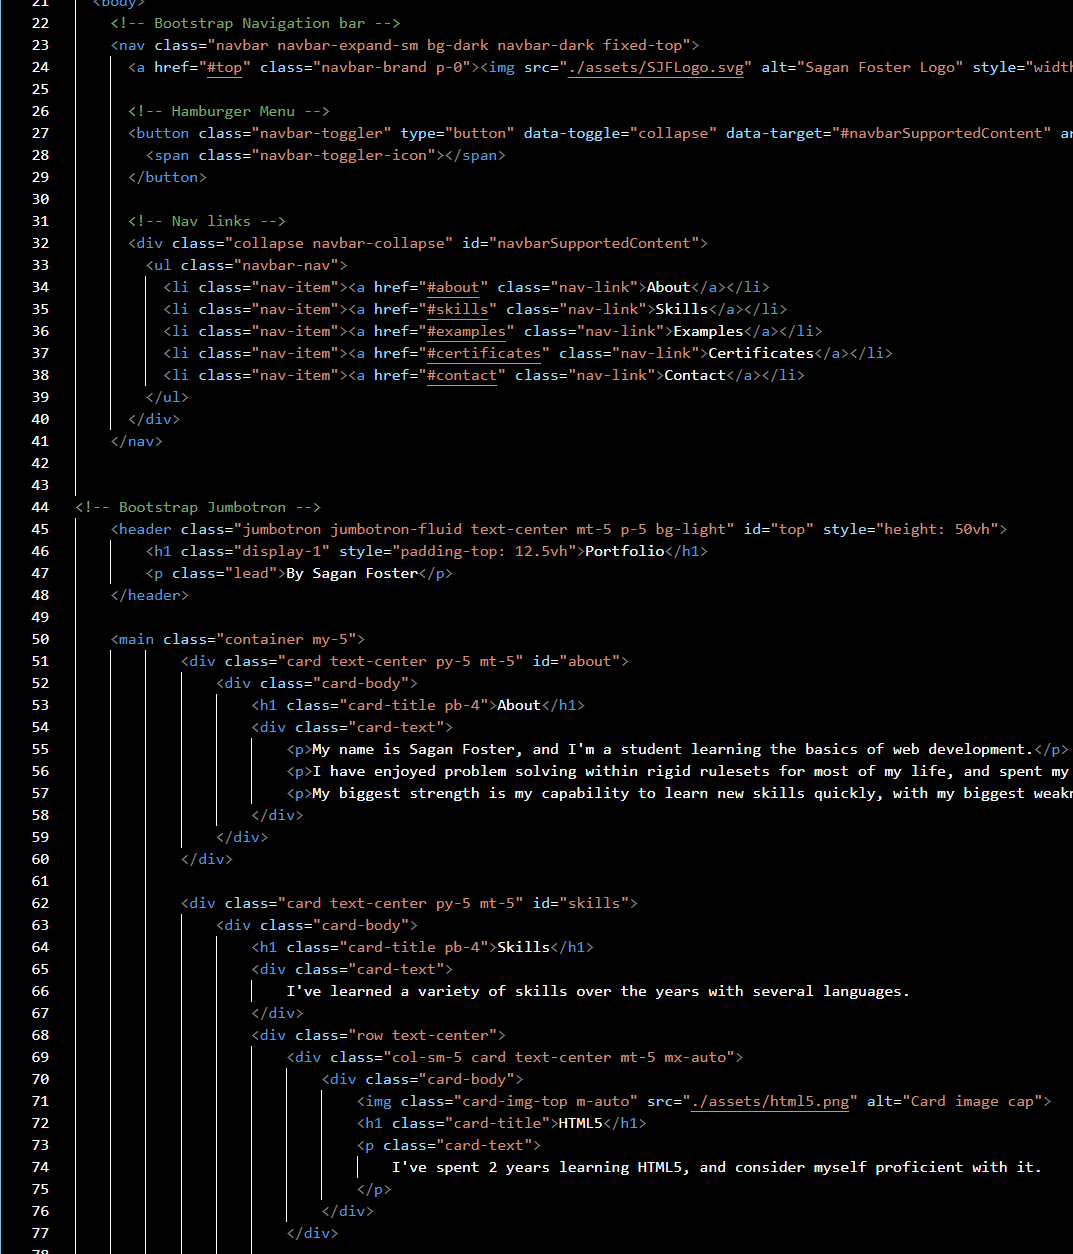 21 <body>
22 <!-- Bootstrap Navigation bar -->
23 <nav class="navbar navbar-expand-sm bg-dark navbar-dark fixed-top">
24 <a href="#top" class="navbar-brand p-0"><img src="./assets/SJFLogo.svg" alt="Sagan Foster Logo" style="width
25
26 <!-- Hamburger Menu -->
27 <button class="navbar-toggler" type="button" data-toggle="collapse" data-target="#navbarSupportedContent" ar
28 <span class="navbar-toggler-icon"></span>
29 </button>
30
31 <!-- Nav links -->
32 <div class="collapse navbar-collapse" id="navbarSupportedContent">
33 <ul class="navbar-nav">
34 <li class="nav-item"><a href="#about" class="nav-link">About</a></li>
35 <li class="nav-item"><a href="#skills" class="nav-link">Skills</a></li>
36 <li class="nav-item"><a href="#examples" class="nav-link">Examples</a></li>
37 <li class="nav-item"><a href="#certificates" class="nav-link">Certificates</a></li>
38 <li class="nav-item"><a href="#contact" class="nav-link">Contact</a></li>
39 </ul>
40 </div>
41 </nav>
42
43
44 <!-- Bootstrap Jumbotron -->
45 <header class="jumbotron jumbotron-fluid text-center mt-5 p-5 bg-light" id="top" style="height: 50vh">
46 <h1 class="display-1" style="padding-top: 12.5vh">Portfolio</h1>
47 <p class="lead">By Sagan Foster</p>
48 </header>
49
50 <main class="container my-5">
51 <div class="card text-center py-5 mt-5" id="about">
52 <div class="card-body">
53 <h1 class="card-title pb-4">About</h1>
54 <div class="card-text">
55 <p>My name is Sagan Foster, and I'm a student learning the basics of web development.</p>
56 <p>I have enjoyed problem solving within rigid rulesets for most of my life, and spent my
57 <p>My biggest strength is my capability to learn new skills quickly, with my biggest weak
58 </div>
59 </div>
60 </div>
61
62 <div class="card text-center py-5 mt-5" id="skills">
63 <div class="card-body">
64 <h1 class="card-title pb-4">Skills</h1>
65 <div class="card-text">
66 I've learned a variety of skills over the years with several languages.
67 </div>
68 <div class="row text-center">
69 <div class="col-sm-5 card text-center mt-5 mx-auto">
70 <div class="card-body">
71 <img class="card-img-top m-auto" src="./assets/html5.png" alt="Card image cap">
72 <h1 class="card-title">HTML5</h1>
73 <p class="card-text">
74 I've spent 2 years learning HTML5, and consider myself proficient with it.
75 </p>
76 </div>
77 </div>
78